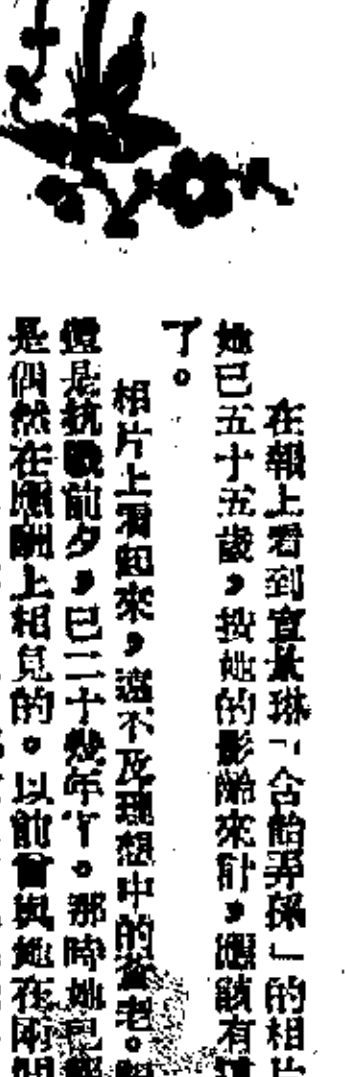 在報上看到宣景琳「含飴弄孫」的相片
她已五十五歲，按她的影齡來計，應該有
了。
相片上看起來，還不及理想中的蒼老。
還是抗戰前夕，已二十幾年了。那時她已
是偶然在應酬上相見的。以前曾與她在兩